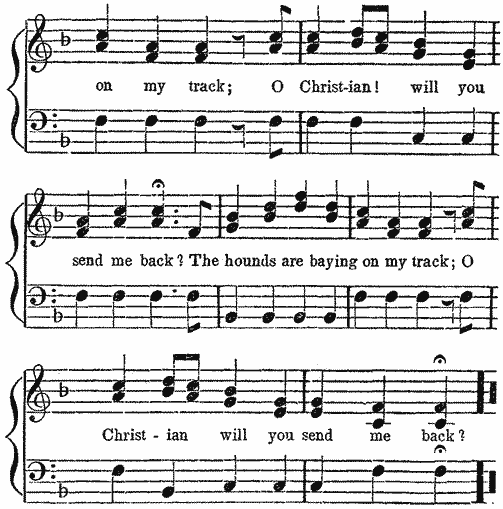 on my track; O Christ-ian! will you
send me back? The hounds are baying on my track; O
Christ - ian will you send me back?